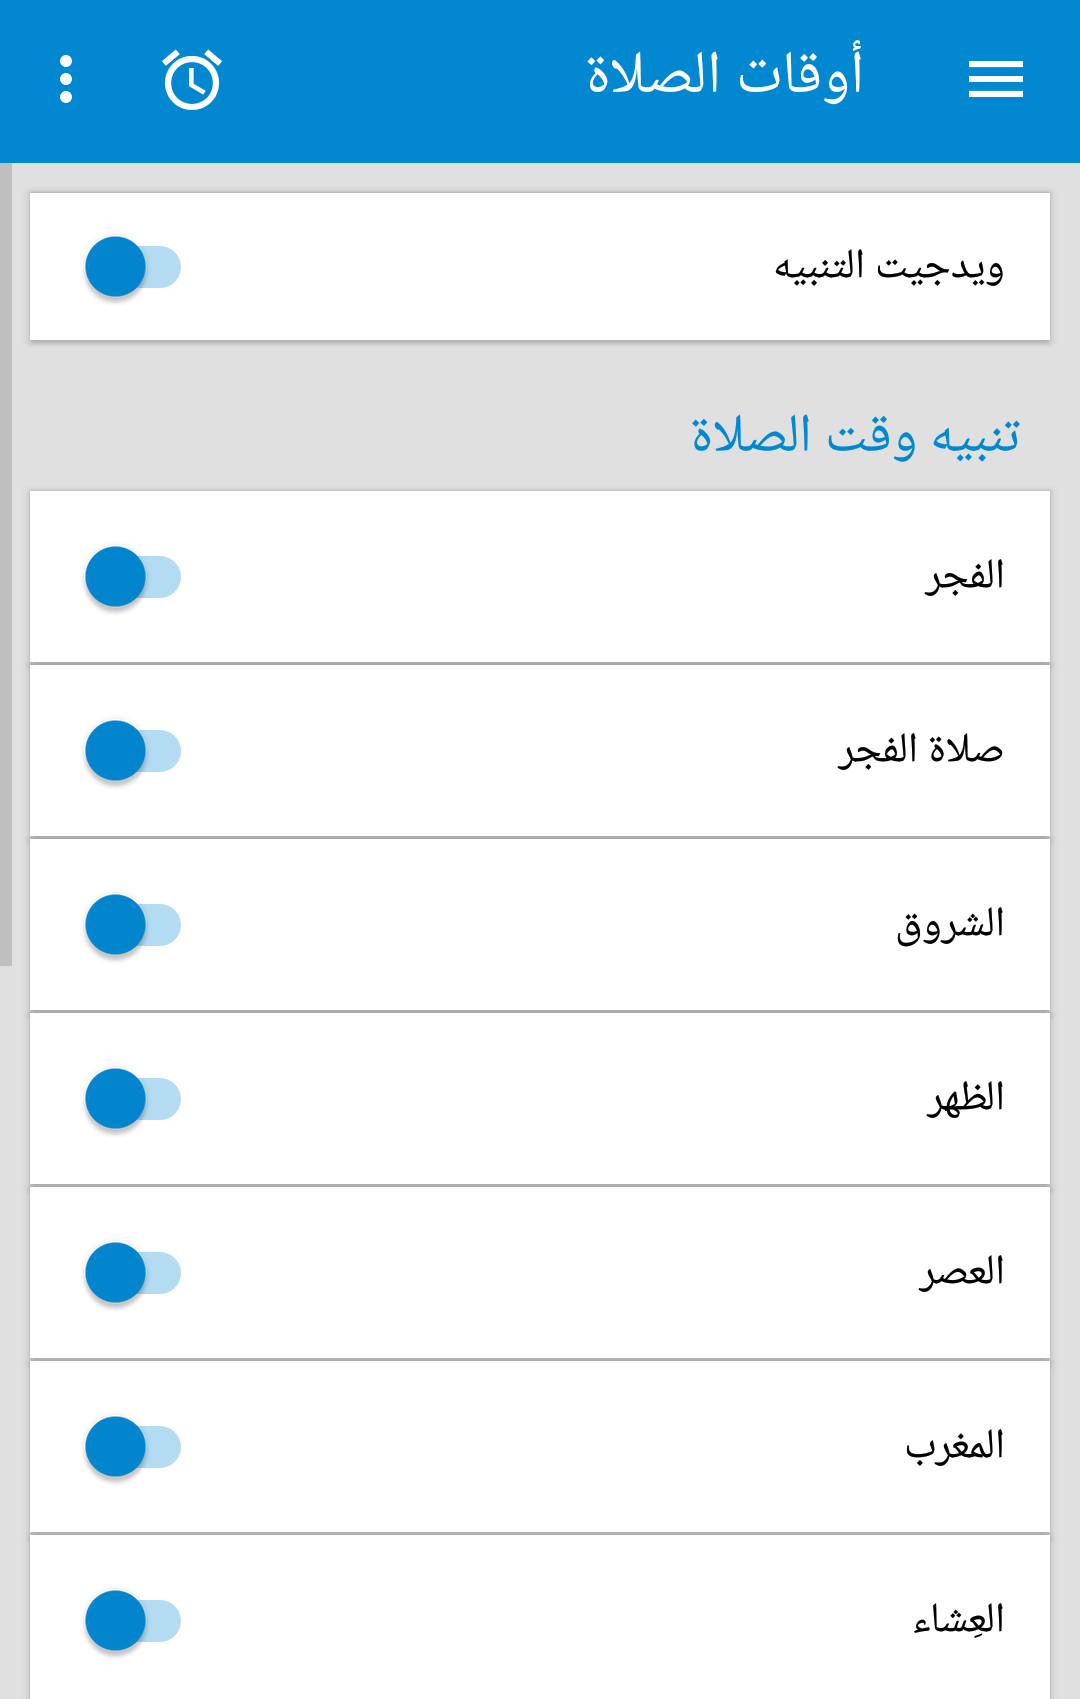 أوقات الصلاة
ويدجيت التنبيه
تنبيه وقت الصلاة
الفجر
صلاة الفجر
الشروق
الظهر
العصر
المغرب
العِشاء